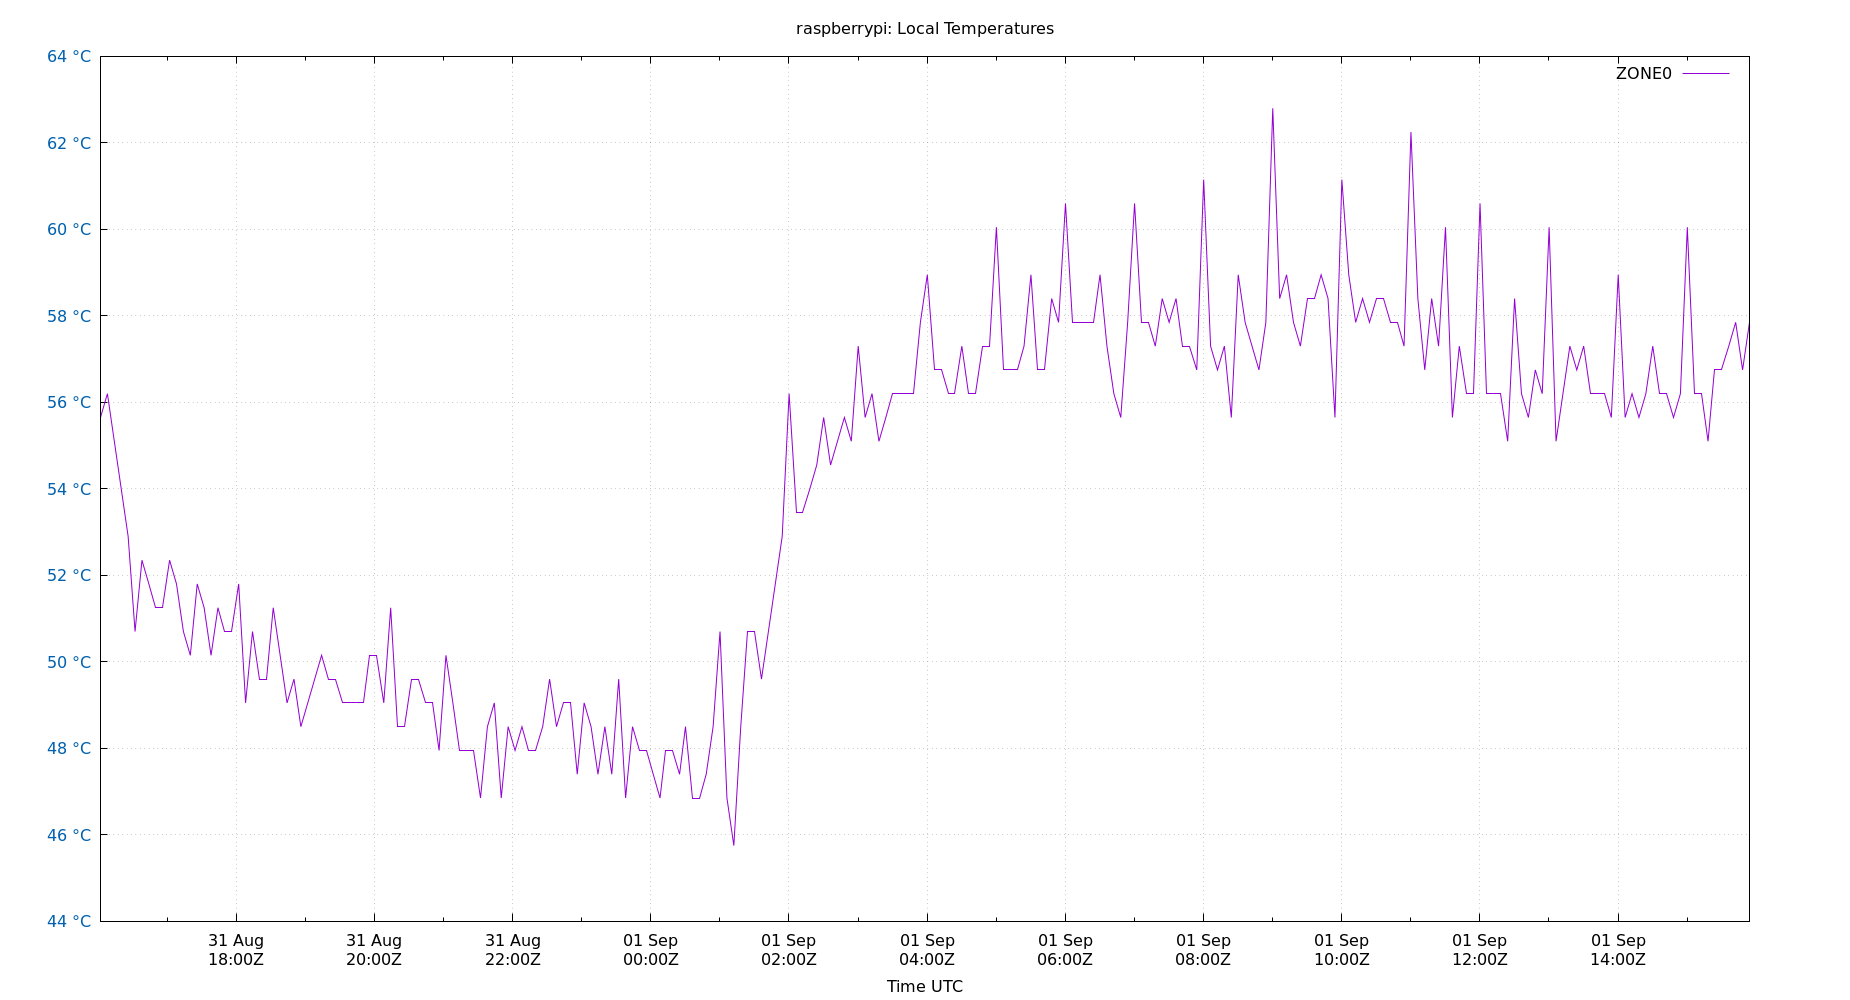 raspberrypi: Local Temperatures
64 °C
62 °C
60 °C
58 °C
56 °C
54 °C
52 °C
50 °C
48 °C
46 °C
44 °C
ZONE0
31 Aug
18:00Z
31 Aug
20:00Z
31 Aug
22:00Z
01 Sep
00:00Z
01 Sep
02:00Z
01 Sep
04:00Z
01 Sep
06:00Z
01 Sep
08:00Z
01 Sep
10:00Z
01 Sep
12:00Z
01 Sep
14:00Z
Time UTC